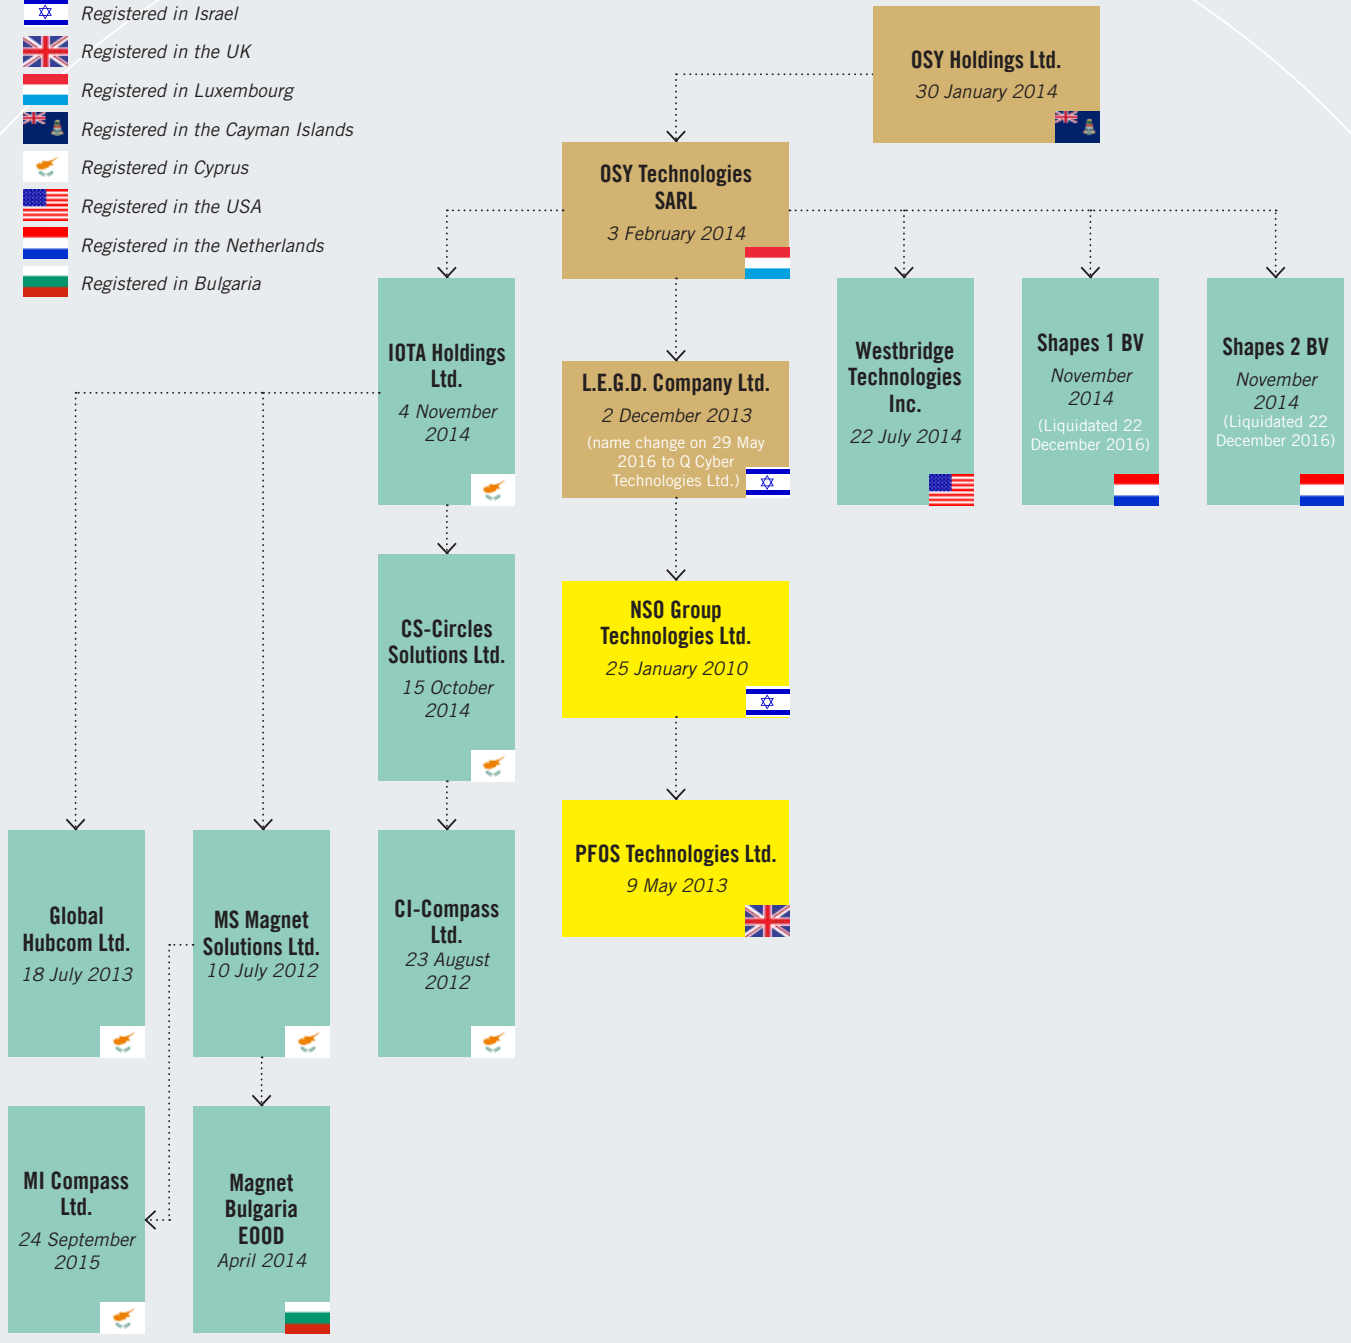 Registered in Israel
Registered in the UK
Registered in Luxembourg
Registered in the Cayman Islands
Registered in Cyprus
Registered in the USA
Registered in the Netherlands
Registered in Bulgaria
OSY Holdings Ltd.
30 January 2014
OSY Technologies
SARL
3 February 2014
IOTA Holdings
Ltd.
4 November
2014
L.E.G.D. Company Ltd.
2 December 2013
(name change on 29 May
2016 to Q Cyber
Technologies Ltd.)
Westbridge
Technologies
Inc.
22 July 2014
Shapes 1 BV
November
2014
(Liquidated 22
December 2016)
Shapes 2 BV
November
2014
(Liquidated 22
December 2016)
CS-Circles
Solutions Ltd.
15 October
2014
NSO Group
Technologies Ltd.
25 January 2010
PFOS Technologies Ltd.
9 May 2013
Global
Hubcom Ltd.
18 July 2013
MS Magnet
Solutions Ltd.
10 July 2012
CI-Compass
Ltd.
23 August
2012
MI Compass
Ltd.
24 September
2015
Magnet
Bulgaria
EOOD
April 2014